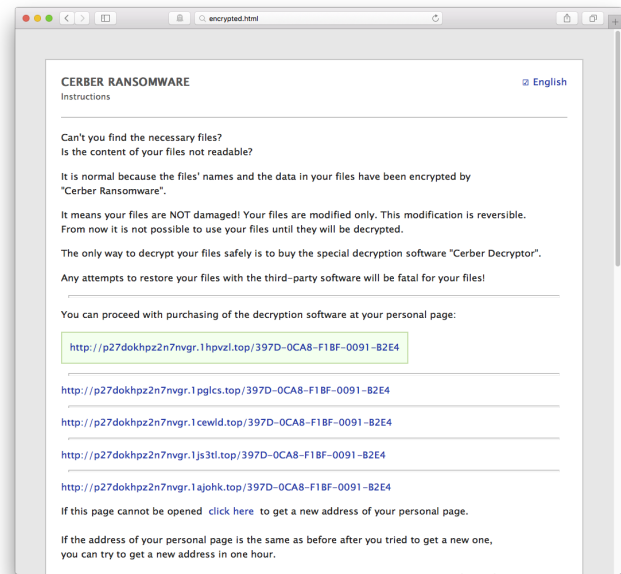 encrypted.html
CERBER RANSOMWARE
English
Instructions
Can't you find the necessary files?
Is the content of your files not readable?
It is normal because the files' names and the data in your files have been encrypted by
"Cerber Ransomware".
It means your files are NOT damaged! Your files are modified only. This modification is reversible.
From now it is not possible to use your files until they will be decrypted.
The only way to decrypt your files safely is to buy the special decryption software "Cerber Decryptor".
Any attempts to restore your files with the third-party software will be fatal for your files!
You can proceed with purchasing of the decryption software at your personal page:
http://p27dokhpz2n7nvgr.1hpvzl.top/397D-0CA8-F1BF-0091-B2E4
http://p27dokhpz2n7nvgr.1pglcs.top/397D-0CA8-F1BF-0091-B2E4
http://p27dokhpz2n7nvgr.1cewld.top/397D-0CA8-F1BF-0091-B2E4
http://p27dokhpz2n7nvgr.1js3tl.top/397D-0CA8-F1BF-0091-B2E4
http://p27dokhpz2n7nvgr.1ajohk.top/397D-0CA8-F1BF-0091-B2E4
If this page cannot be opened click here to get a new address of your personal page.
If the address of your personal page is the same as before after you tried to get a new one,
you can try to get a new address in one hour.